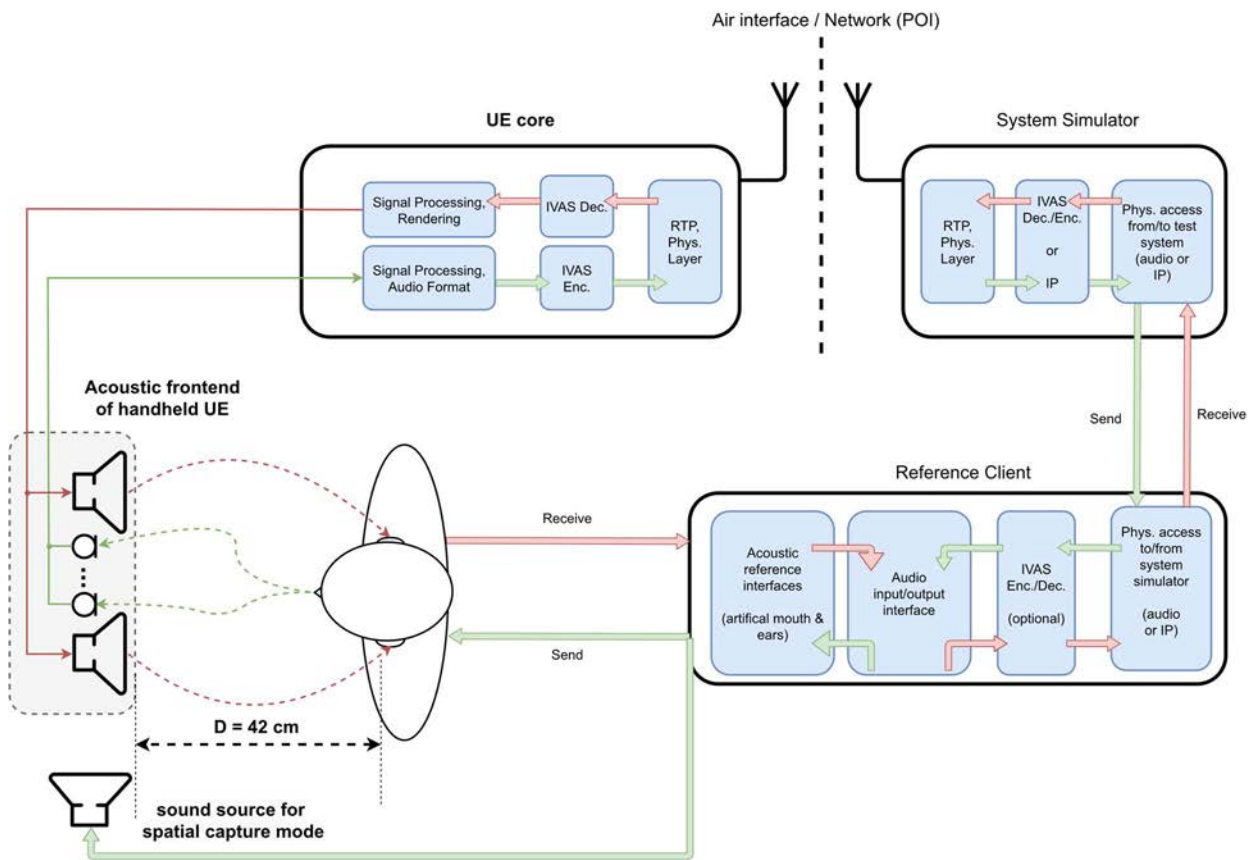 Air interface / Network (POI)
UE core
System Simulator
Signal Processing,
Rendering
IVAS Dec.
RTP,
Phys.
Layer
Signal Processing,
Audio Format
IVAS
Enc.
RTP,
Phys.
Layer
IVAS
Dec./Enc.
or
IP
Phys. access
from/to test
system
(audio or
IP)
Acoustic frontend
of handheld UE
Send
Receive
Reference Client
Receive
Send
Acoustic
reference
interfaces
(artifical mouth &
ears)
Audio
input/output
interface
IVAS
Enc./Dec.
(optional)
Phys. access
to/from
system
simulator
(audio
or IP)
D = 42 cm
sound source for
spatial capture mode